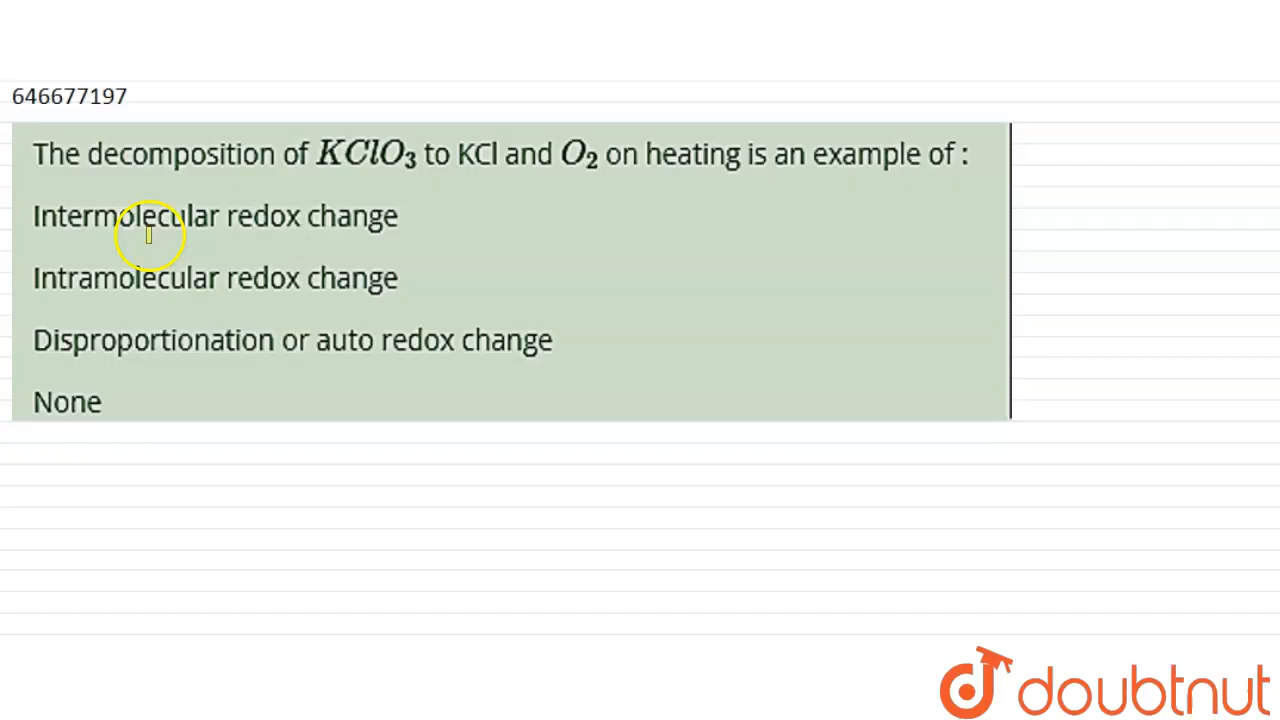 646677197
The decomposition of KClO₃ to KCl and O₂ on heating is an example of :
Intermolecular redox change
Intramolecular redox change
Disproportionation or auto redox change
None
doubtnut